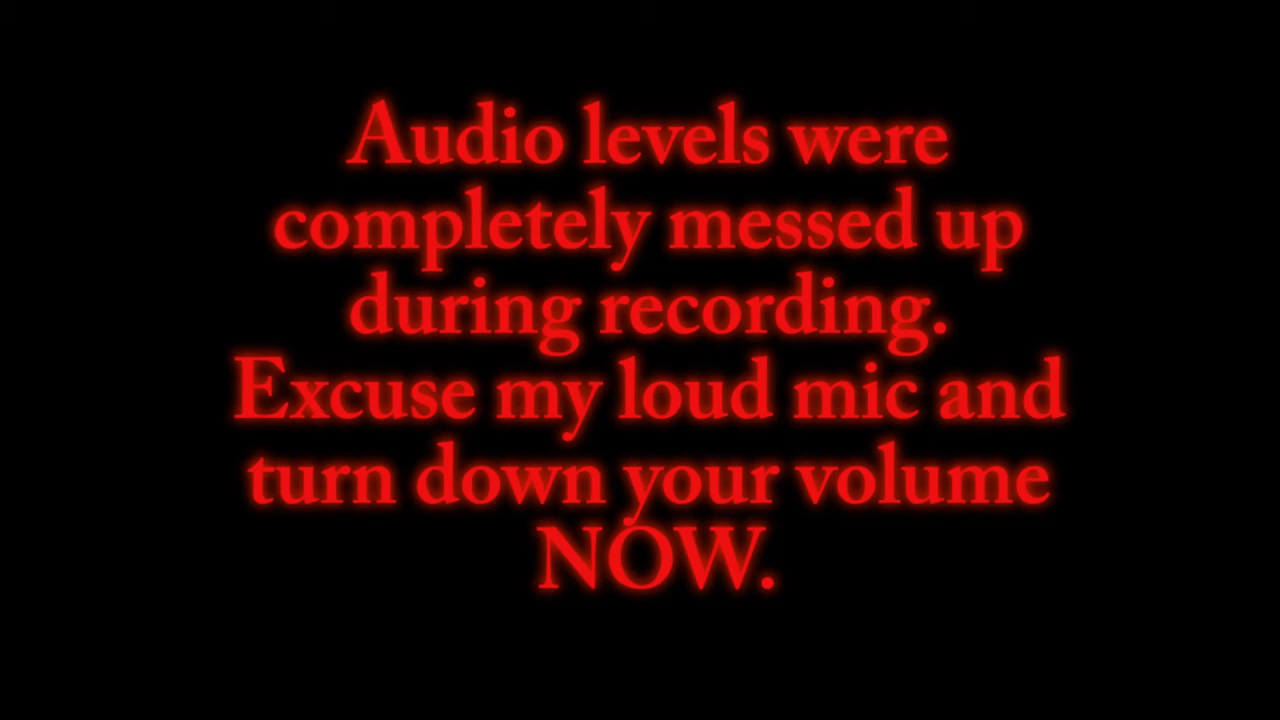 Audio levels were
completely messed up
during recording.
Excuse my loud mic and
turn down your volume
NOW.